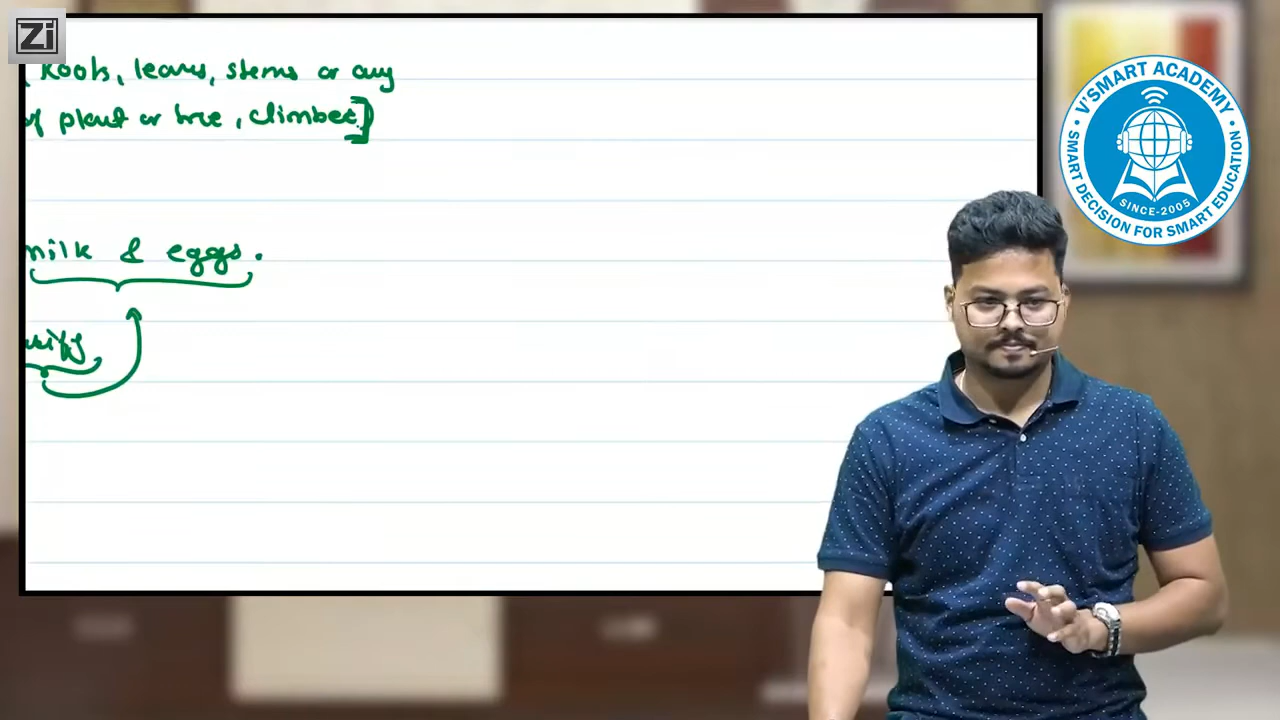 Zi
Roots, leaves, stems or any
of plant or tree, climber]
milk & eggs.
V'SMART ACADEMY
SMART DECISION FOR SMART EDUCATION
SINCE-2005